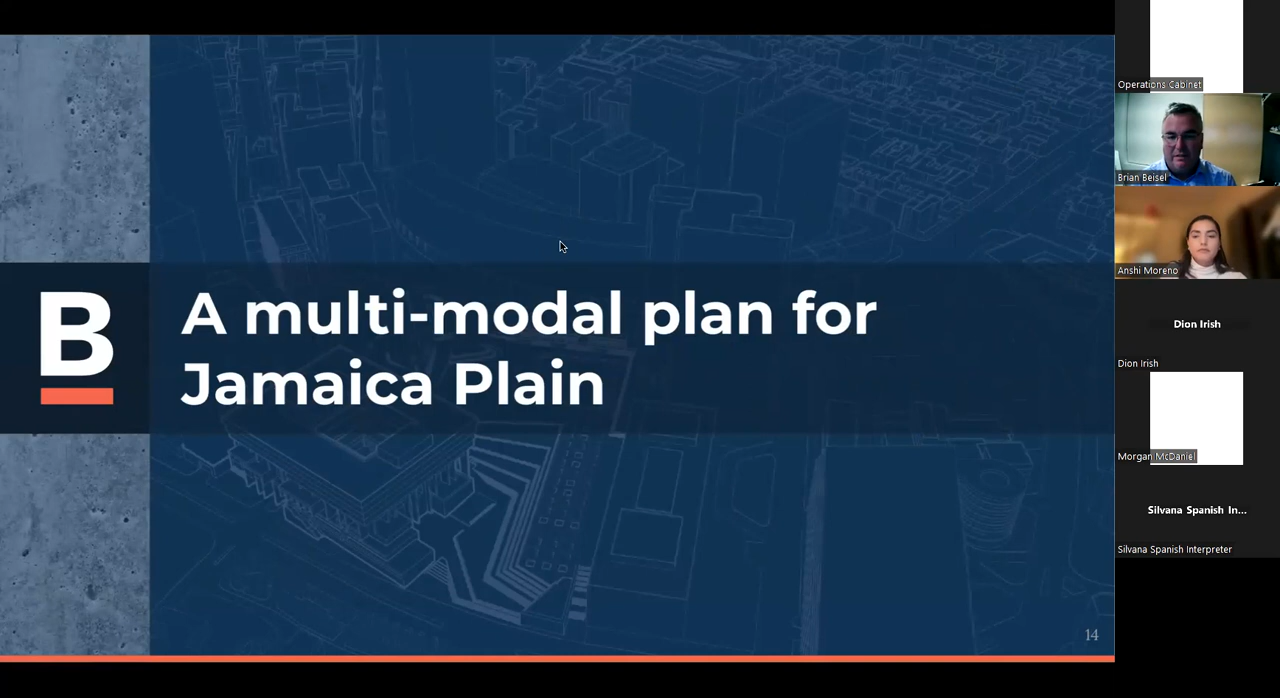 B
A multi-modal plan for
Jamaica Plain
14
Operations Cabinet
Brian Beisel
Anshi Moreno
Dion Irish
Dion Irish
Morgan McDaniel
Silvana Spanish In...
Silvana Spanish Interpreter